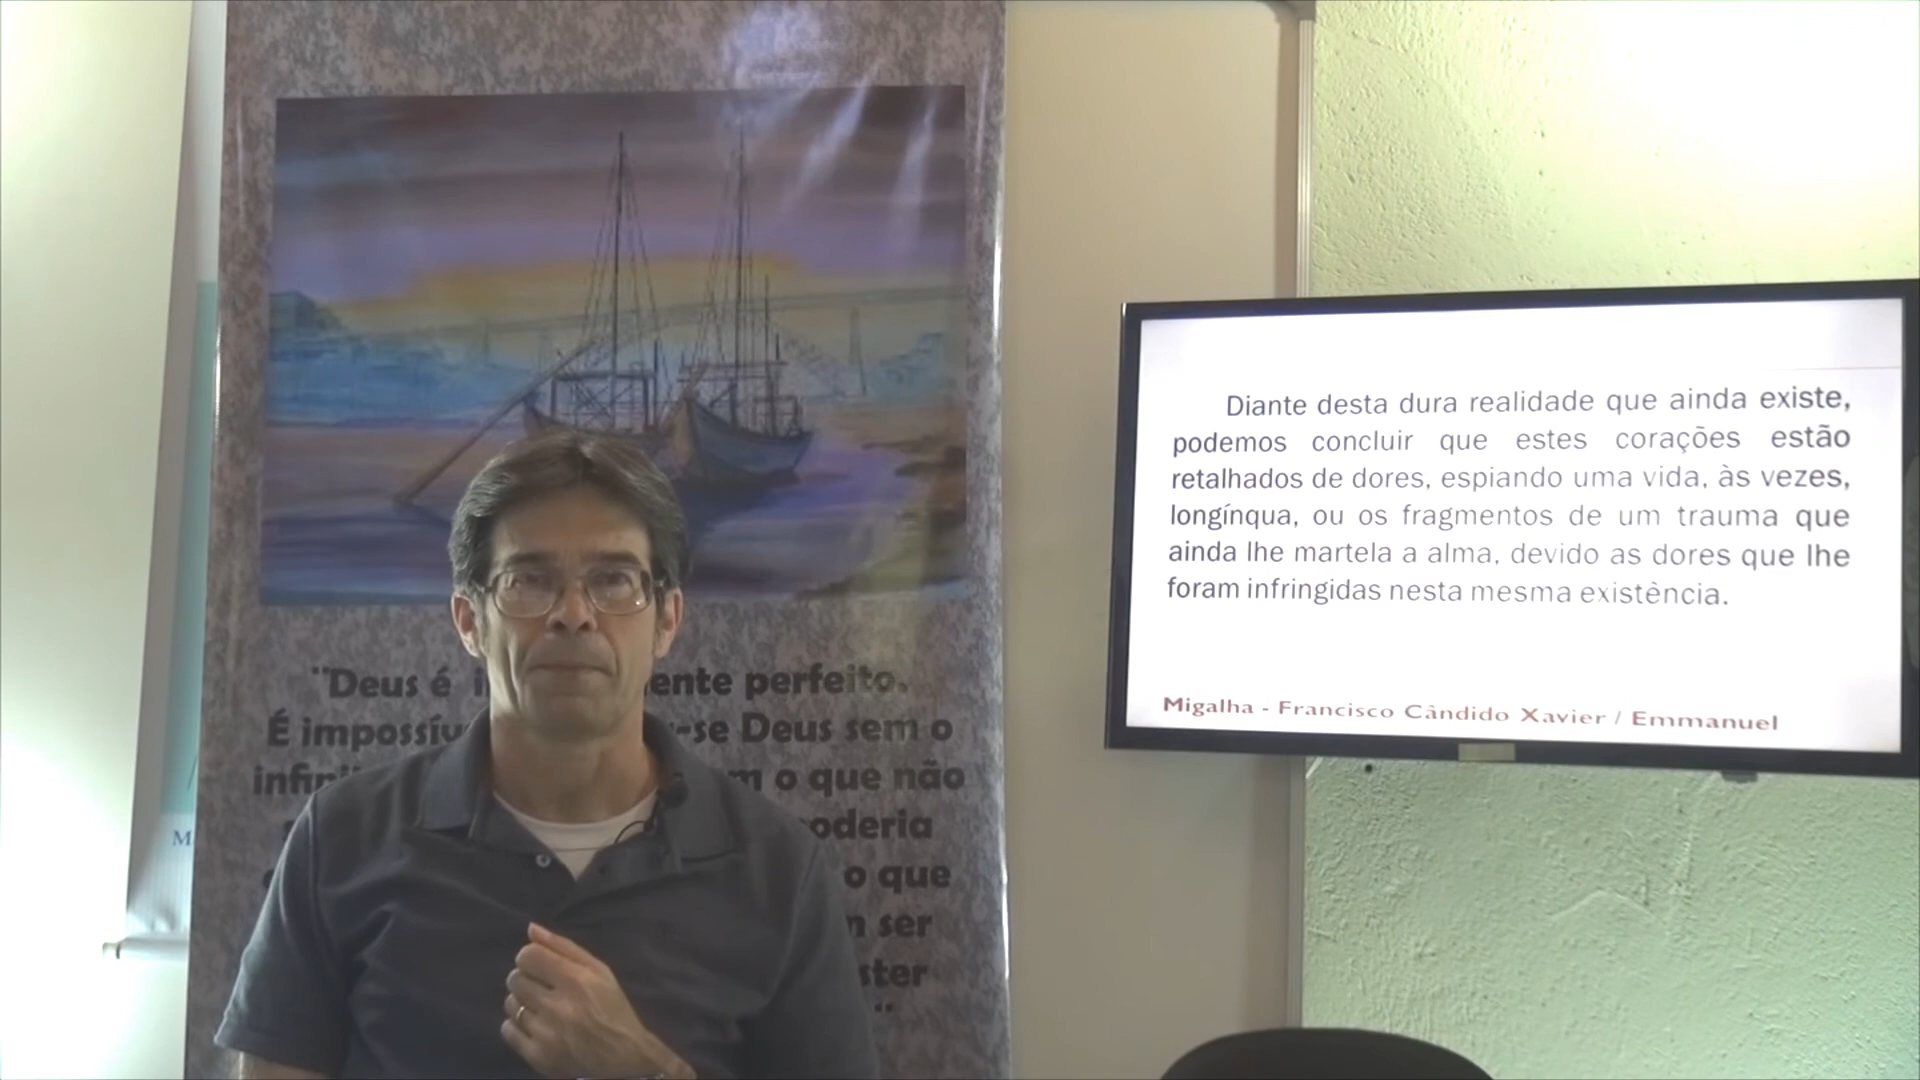 ¨Deus é ente perfeito.
É impossív -se Deus sem o
m o que não
oderia
o que
ser
ster
¨
M
Diante desta dura realidade que ainda existe,
podemos concluir que estes corações estão
retalhados de dores, espiando uma vida, às vezes,
longínqua, ou os fragmentos de um trauma que
ainda lhe martela a alma, devido as dores que lhe
foram infringidas nesta mesma existência.
Migalha - Francisco Cândido Xavier / Emmanuel